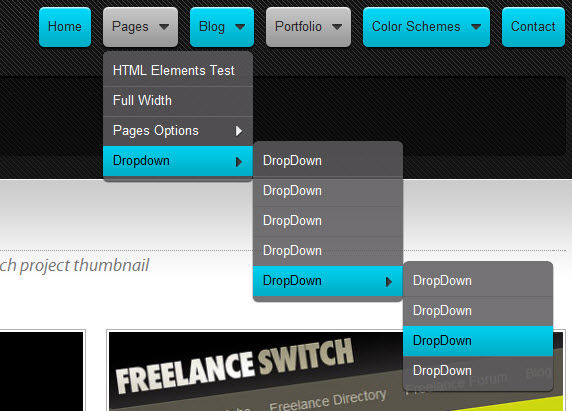 Home
Pages
Blog
Portfolio
Color Schemes
Contact
HTML Elements Test
Full Width
Pages Options
Dropdown
DropDown
DropDown
DropDown
DropDown
DropDown
DropDown
DropDown
DropDown
DropDown
ch project thumbnail
FREELANCE SWITCH
Freelance Directory
Freelance Forum
Blog